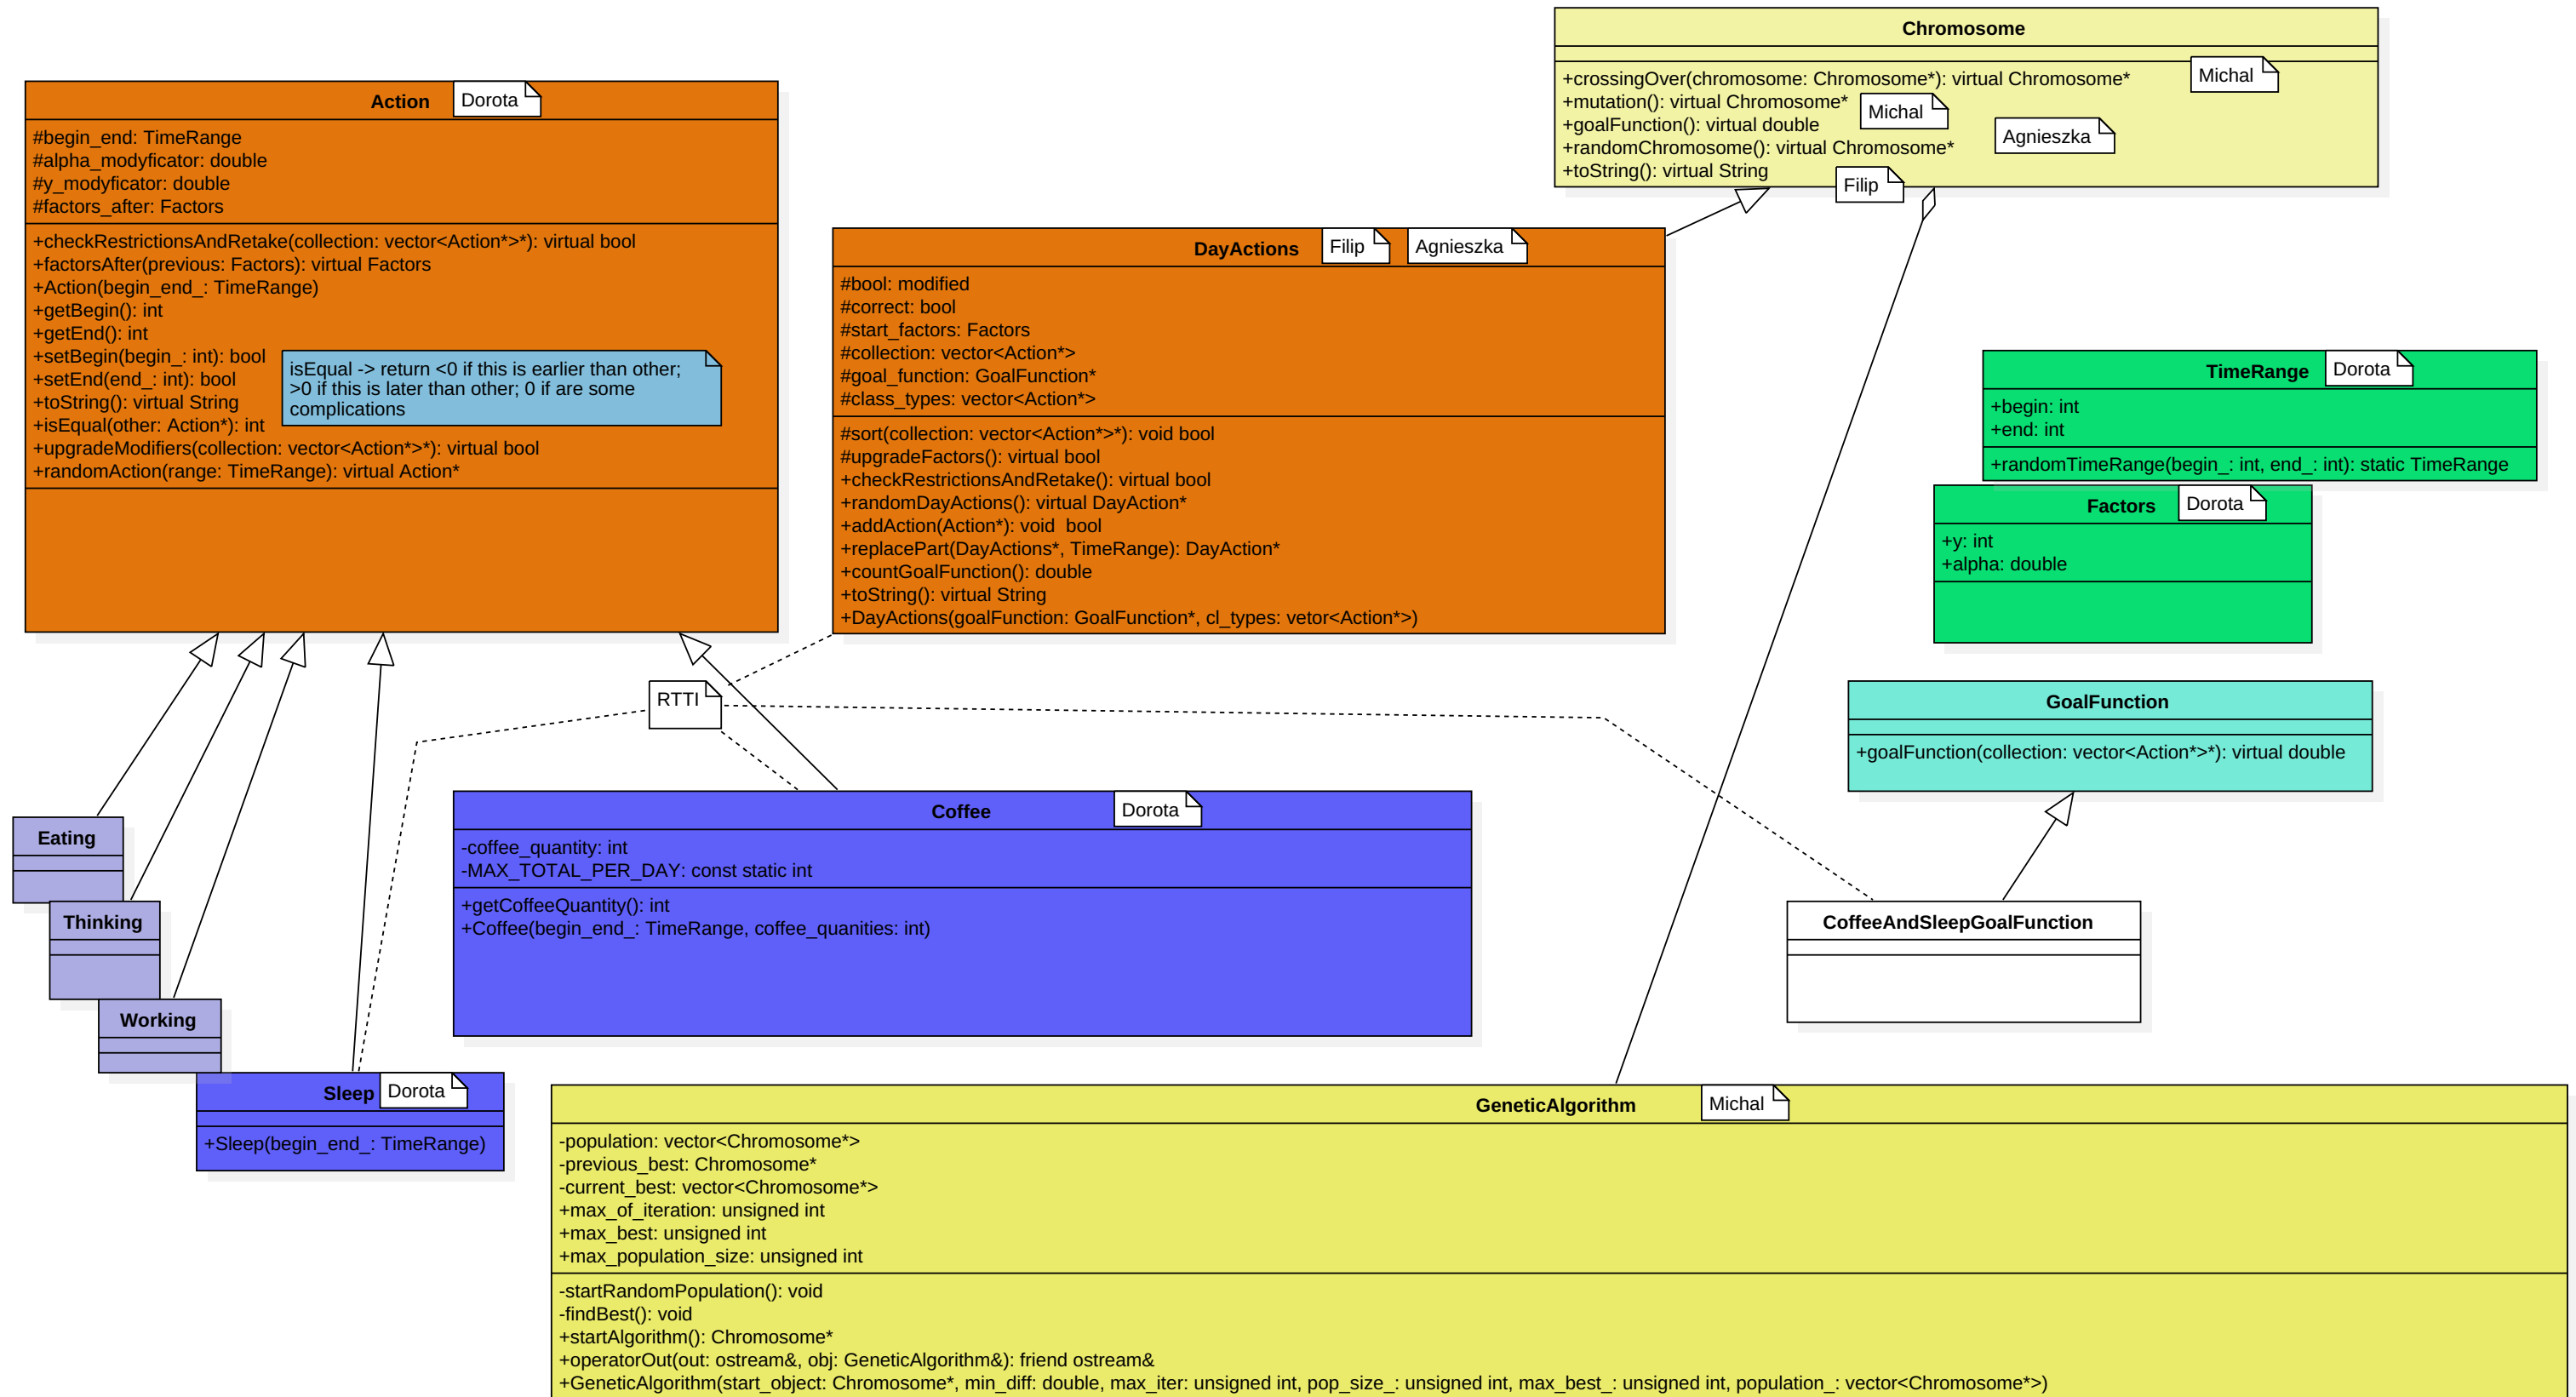 Chromosome
+crossingOver(chromosome: Chromosome*): virtual Chromosome*
+mutation(): virtual Chromosome*
+goalFunction(): virtual double
+randomChromosome(): virtual Chromosome*
+toString(): virtual String
Michal
Michal
Agnieszka
Filip
Action
Dorota
#begin_end: TimeRange
#alpha_modyficator: double
#y_modyficator: double
#factors_after: Factors
+checkRestrictionsAndRetake(collection: vector<Action*>*): virtual bool
+factorsAfter(previous: Factors): virtual Factors
+Action(begin_end_: TimeRange)
+getBegin(): int
+getEnd(): int
+setBegin(begin_: int): bool
+setEnd(end_: int): bool
+toString(): virtual String
+isEqual(other: Action*): int
+upgradeModifiers(collection: vector<Action*>*): virtual bool
+randomAction(range: TimeRange): virtual Action*
isEqual -> return <0 if this is earlier than other;
>0 if this is later than other; 0 if are some
complications
DayActions
Filip
Agnieszka
#bool: modified
#correct: bool
#start_factors: Factors
#collection: vector<Action*>
#goal_function: GoalFunction*
#class_types: vector<Action*>
#sort(collection: vector<Action*>*): void bool
#upgradeFactors(): virtual bool
+checkRestrictionsAndRetake(): virtual bool
+randomDayActions(): virtual DayAction*
+addAction(Action*): void  bool
+replacePart(DayActions*, TimeRange): DayAction*
+countGoalFunction(): double
+toString(): virtual String
+DayActions(goalFunction: GoalFunction*, cl_types: vetor<Action*>)
TimeRange
Dorota
+begin: int
+end: int
+randomTimeRange(begin_: int, end_: int): static TimeRange
Factors
Dorota
+y: int
+alpha: double
RTTI
GoalFunction
+goalFunction(collection: vector<Action*>*): virtual double
Coffee
Dorota
-coffee_quantity: int
-MAX_TOTAL_PER_DAY: const static int
+getCoffeeQuantity(): int
+Coffee(begin_end_: TimeRange, coffee_quanities: int)
Eating
Thinking
Working
CoffeeAndSleepGoalFunction
Sleep
Dorota
+Sleep(begin_end_: TimeRange)
GeneticAlgorithm
Michal
-population: vector<Chromosome*>
-previous_best: Chromosome*
-current_best: vector<Chromosome*>
+max_of_iteration: unsigned int
+max_best: unsigned int
+max_population_size: unsigned int
-startRandomPopulation(): void
-findBest(): void
+startAlgorithm(): Chromosome*
+operatorOut(out: ostream&, obj: GeneticAlgorithm&): friend ostream&
+GeneticAlgorithm(start_object: Chromosome*, min_diff: double, max_iter: unsigned int, pop_size_: unsigned int, max_best_: unsigned int, population_: vector<Chromosome*>)